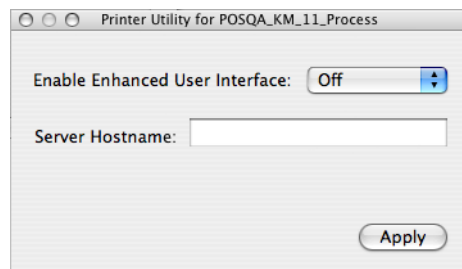 Printer Utility for POSQA_KM_11_Process
Enable Enhanced User Interface: Off
Server Hostname:
Apply